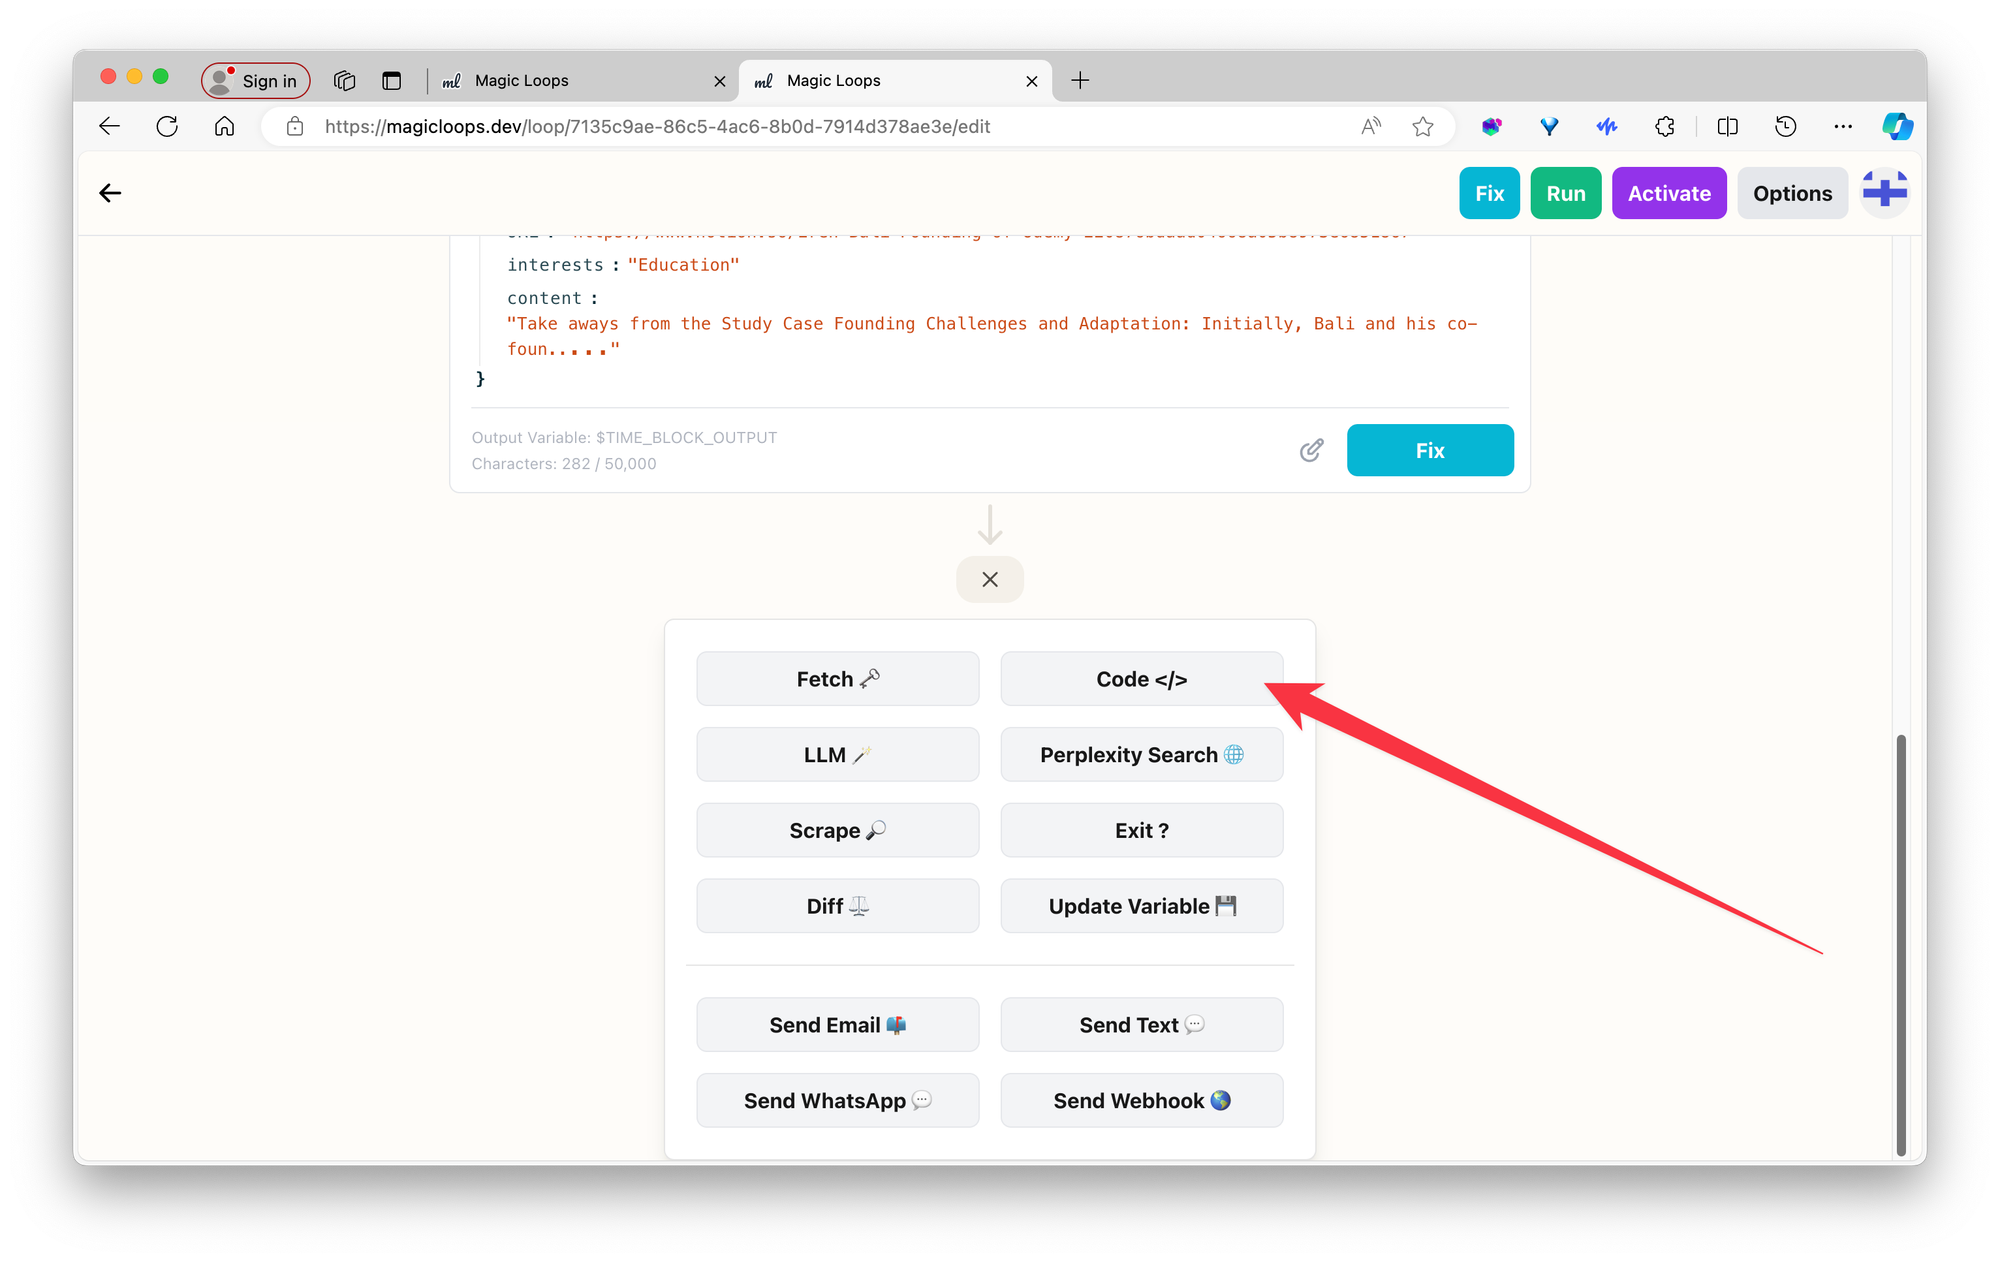 Sign in
Magic Loops
Magic Loops
https://magicloops.dev/loop/7135c9ae-86c5-4ac6-8b0d-7914d378ae3e/edit
Fix
Run
Activate
Options
interests : "Education"
content :
"Take aways from the Study Case Founding Challenges and Adaptation: Initially, Bali and his co-
foun....."
}
Output Variable: $TIME_BLOCK_OUTPUT
Characters: 282 / 50,000
Fix
Fetch
Code </>
LLM
Perplexity Search
Scrape
Exit ?
Diff
Update Variable
Send Email
Send Text
Send WhatsApp
Send Webhook